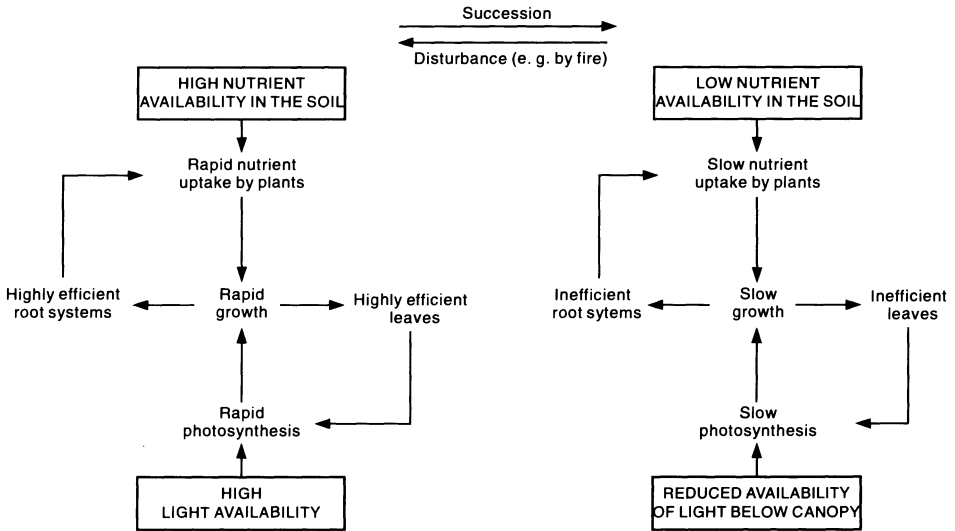 Succession
Disturbance (e. g. by fire)
HIGH NUTRIENT
AVAILABILITY IN THE SOIL
Rapid nutrient
uptake by plants
Highly efficient
root systems
Rapid
growth
Highly efficient
leaves
Rapid
photosynthesis
HIGH
LIGHT AVAILABILITY
LOW NUTRIENT
AVAILABILITY IN THE SOIL
Slow nutrient
uptake by plants
Inefficient
root sytems
Slow
growth
Inefficient
leaves
Slow
photosynthesis
REDUCED AVAILABILITY
OF LIGHT BELOW CANOPY